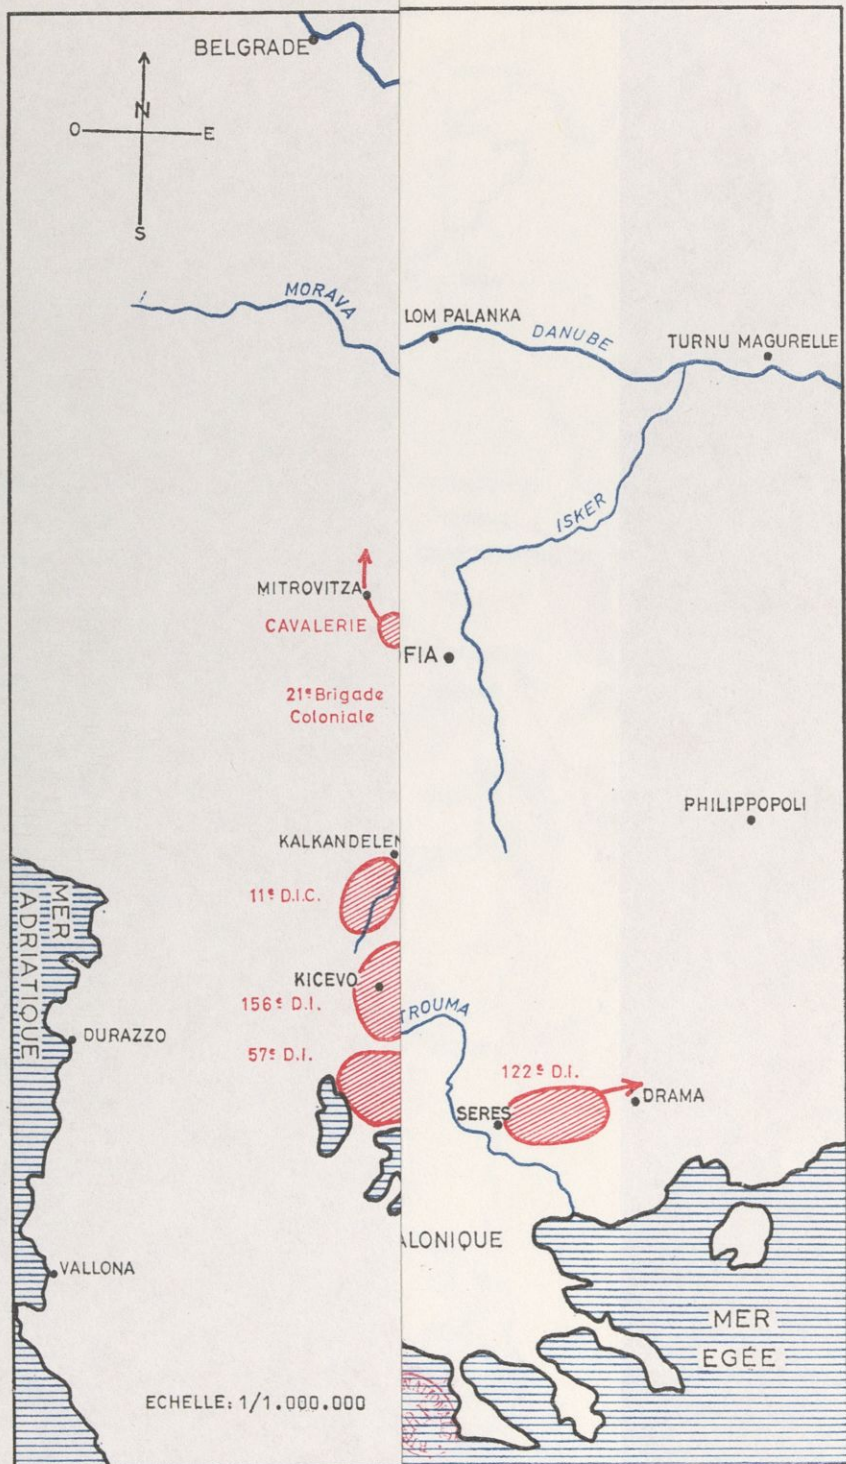 BELGRADE
N
O
E
S
MORAVA
LOM PALANKA
DANUBE
TURNU MAGURELLE
ISKER
MITROVITZA
CAVALERIE
FIA
21e Brigade
Coloniale
PHILIPPOPOLI
KALKANDELEN
11e D.I.C.
MER
ADRIATIQUE
KICEVO
156e D.I.
TROUMA
DURAZZO
57e D.I.
122e D.I.
SERES
DRAMA
ALONIQUE
VALLONA
MER
EGÉE
ECHELLE: 1/1.000.000